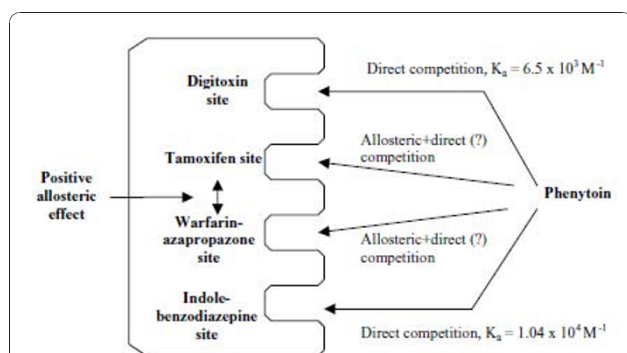 Digitoxin
site
Direct competition, Kₐ = 6.5 x 10³ M⁻¹
Tamoxifen site
Allosteric+direct (?)
competition
Positive
allosteric
effect
Phenytoin
Warfarin-
azapropazone
site
Allosteric+direct (?)
competition
Indole-
benzodiazepine
site
Direct competition, Kₐ = 1.04 x 10⁴ M⁻¹